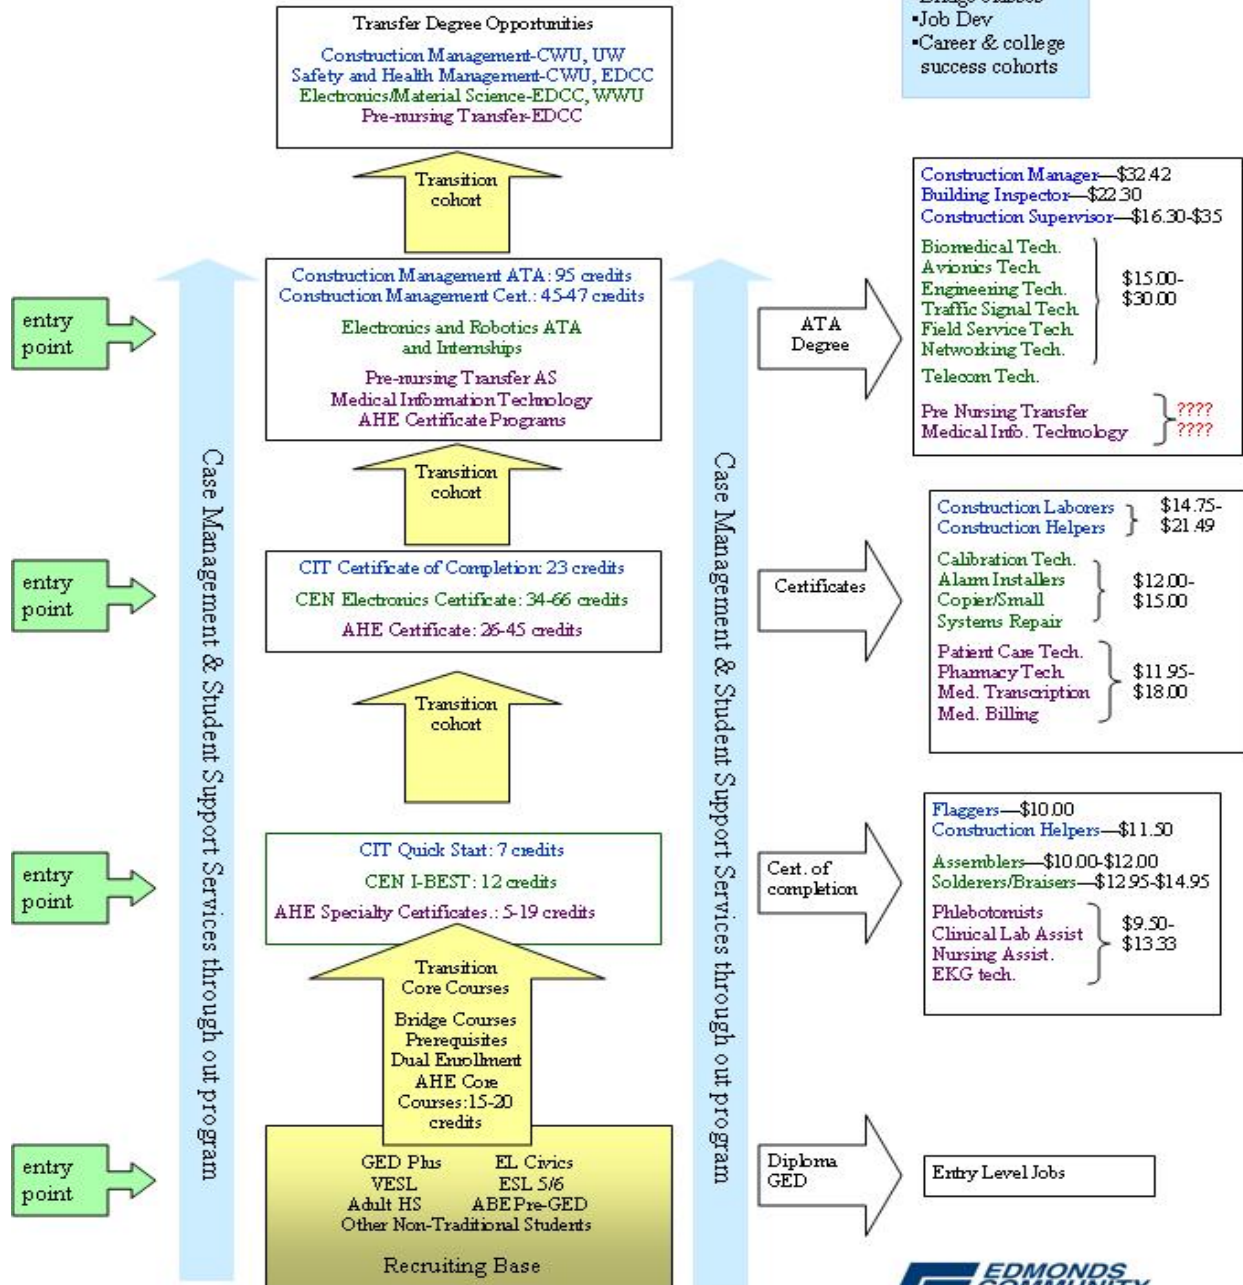 Bridge classes
▪Job Dev
▪Career & college
success cohorts
Transfer Degree Opportunities
Construction Management-CWU, UW
Safety and Health Management-CWU, EDCC
Electronics/Material Science-EDCC, WWU
Pre-nursing Transfer-EDCC
Transition
cohort
entry
point
Construction Management ATA: 95 credits
Construction Management Cert.: 45-47 credits
Electronics and Robotics ATA
and Internships
Pre-nursing Transfer AS
Medical Information Technology
AHE Certificate Programs
ATA
Degree
Construction Manager—$32.42
Building Inspector—$22.30
Construction Supervisor—$16.30-$35
Biomedical Tech.
Avionics Tech.
Engineering Tech.
Traffic Signal Tech.
Field Service Tech.
Networking Tech.
$15.00-
$30.00
Telecom Tech.
Pre Nursing Transfer
Medical Info. Technology
????
????
Transition
cohort
entry
point
CIT Certificate of Completion: 23 credits
CEN Electronics Certificate: 34-66 credits
AHE Certificate: 26-45 credits
Certificates
Construction Laborers
Construction Helpers
$14.75-
$21.49
Calibration Tech.
Alarm Installers
Copier/Small
Systems Repair
$12.00-
$15.00
Patient Care Tech.
Pharmacy Tech.
Med. Transcription
Med. Billing
$11.95-
$18.00
Transition
cohort
entry
point
CIT Quick Start: 7 credits
CEN I-BEST: 12 credits
AHE Specialty Certificates.: 5-19 credits
Cert. of
completion
Flaggers—$10.00
Construction Helpers—$11.50
Assemblers—$10.00-$12.00
Solderers/Braisers—$12.95-$14.95
Phlebotomists
Clinical Lab Assist
Nursing Assist.
EKG tech.
$9.50-
$13.33
Transition
Core Courses
Bridge Courses
Prerequisites
Dual Enrollment
AHE Core
Courses:15-20
credits
entry
point
GED Plus EL Civics
VESL ESL 5/6
Adult HS ABE Pre-GED
Other Non-Traditional Students
Recruiting Base
Diploma
GED
Entry Level Jobs
Case Management & Student Support Services through out program
Case Management & Student Support Services through out program
EDMONDS
COMMUNITY